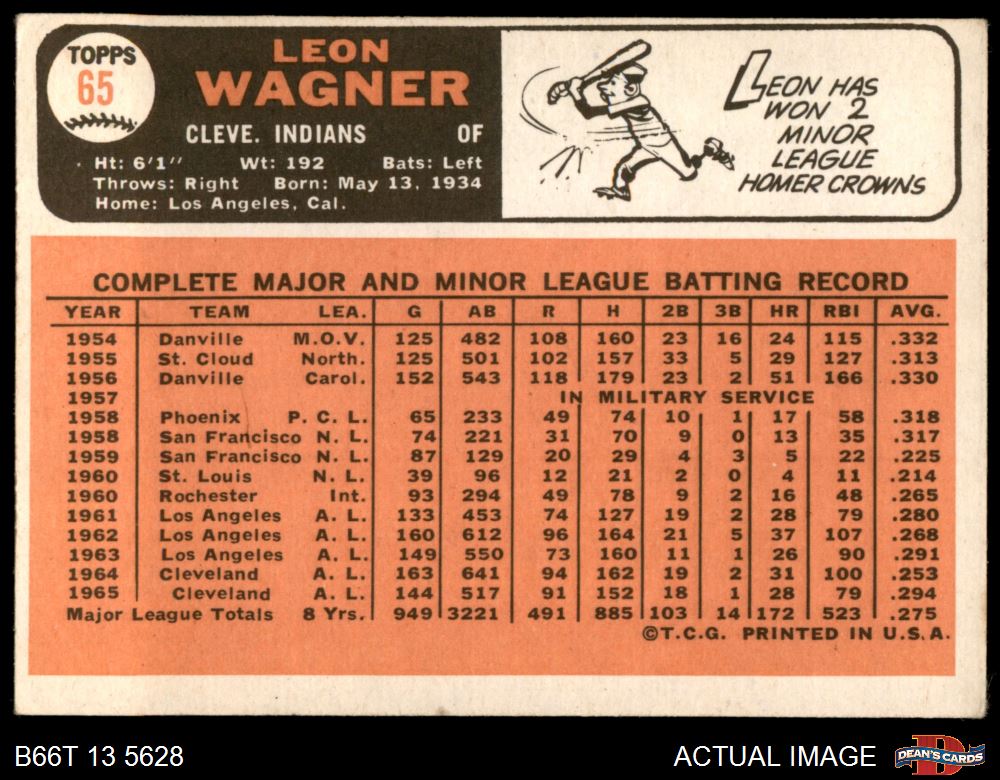 TOPPS
65
LEON
WAGNER
CLEVE. INDIANS OF
Ht: 6'1" Wt: 192 Bats: Left
Throws: Right Born: May 13, 1934
Home: Los Angeles, Cal.
LEON HAS
WON 2
MINOR
LEAGUE
HOMER CROWNS
COMPLETE MAJOR AND MINOR LEAGUE BATTING RECORD
YEAR TEAM LEA. G AB R H 2B 3B HR RBI AVG.
1954 Danville M.O.V. 125 482 108 160 23 16 24 115 .332
1955 St. Cloud North. 125 501 102 157 33 5 29 127 .313
1956 Danville Carol. 152 543 118 179 23 2 51 166 .330
1957 IN MILITARY SERVICE
1958 Phoenix P. C. L. 65 233 49 74 10 1 17 58 .318
1958 San Francisco N. L. 74 221 31 70 9 0 13 35 .317
1959 San Francisco N. L. 87 129 20 29 4 3 5 22 .225
1960 St. Louis N. L. 39 96 12 21 2 0 4 11 .214
1960 Rochester Int. 93 294 49 78 9 2 16 48 .265
1961 Los Angeles A. L. 133 453 74 127 19 2 28 79 .280
1962 Los Angeles A. L. 160 612 96 164 21 5 37 107 .268
1963 Los Angeles A. L. 149 550 73 160 11 1 26 90 .291
1964 Cleveland A. L. 163 641 94 162 19 2 31 100 .253
1965 Cleveland A. L. 144 517 91 152 18 1 28 79 .294
Major League Totals 8 Yrs. 949 3221 491 885 103 14 172 523 .275
©T.C.G. PRINTED IN U.S.A.
B66T 13 5628
ACTUAL IMAGE
DEAN'S CARDS